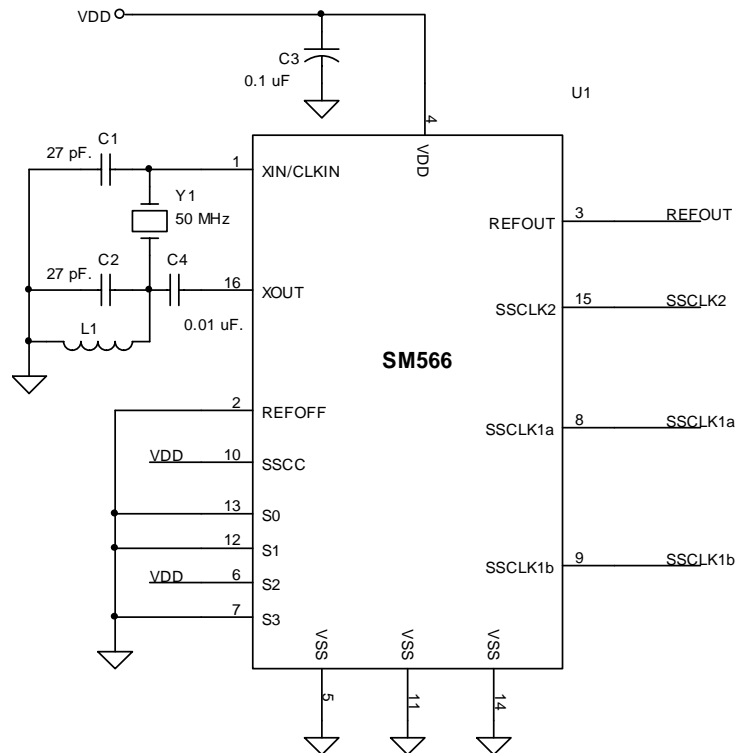 VDD
C3
0.1 uF
U1
4
VDD
C1
27 pF.
1
XIN/CLKIN
Y1
50 MHz
3
REFOUT
REFOUT
C2
C4
27 pF.
16
XOUT
15
SSCLK2
SSCLK2
L1
0.01 uF.
SM566
2
REFOFF
8
SSCLK1a
SSCLK1a
VDD
10
SSCC
13
S0
12
S1
9
SSCLK1b
SSCLK1b
VDD
6
S2
7
S3
VSS
VSS
VSS
5
11
14